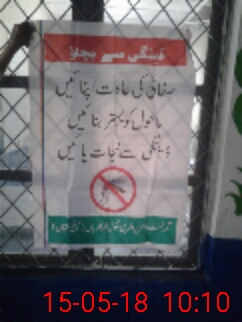 ڈینگی سے بچاؤ
صفائی کی عادت اپنائیں
ماحول کو بہتر بنائیں
ڈینگی سے نجات پائیں
15-05-18 10:10